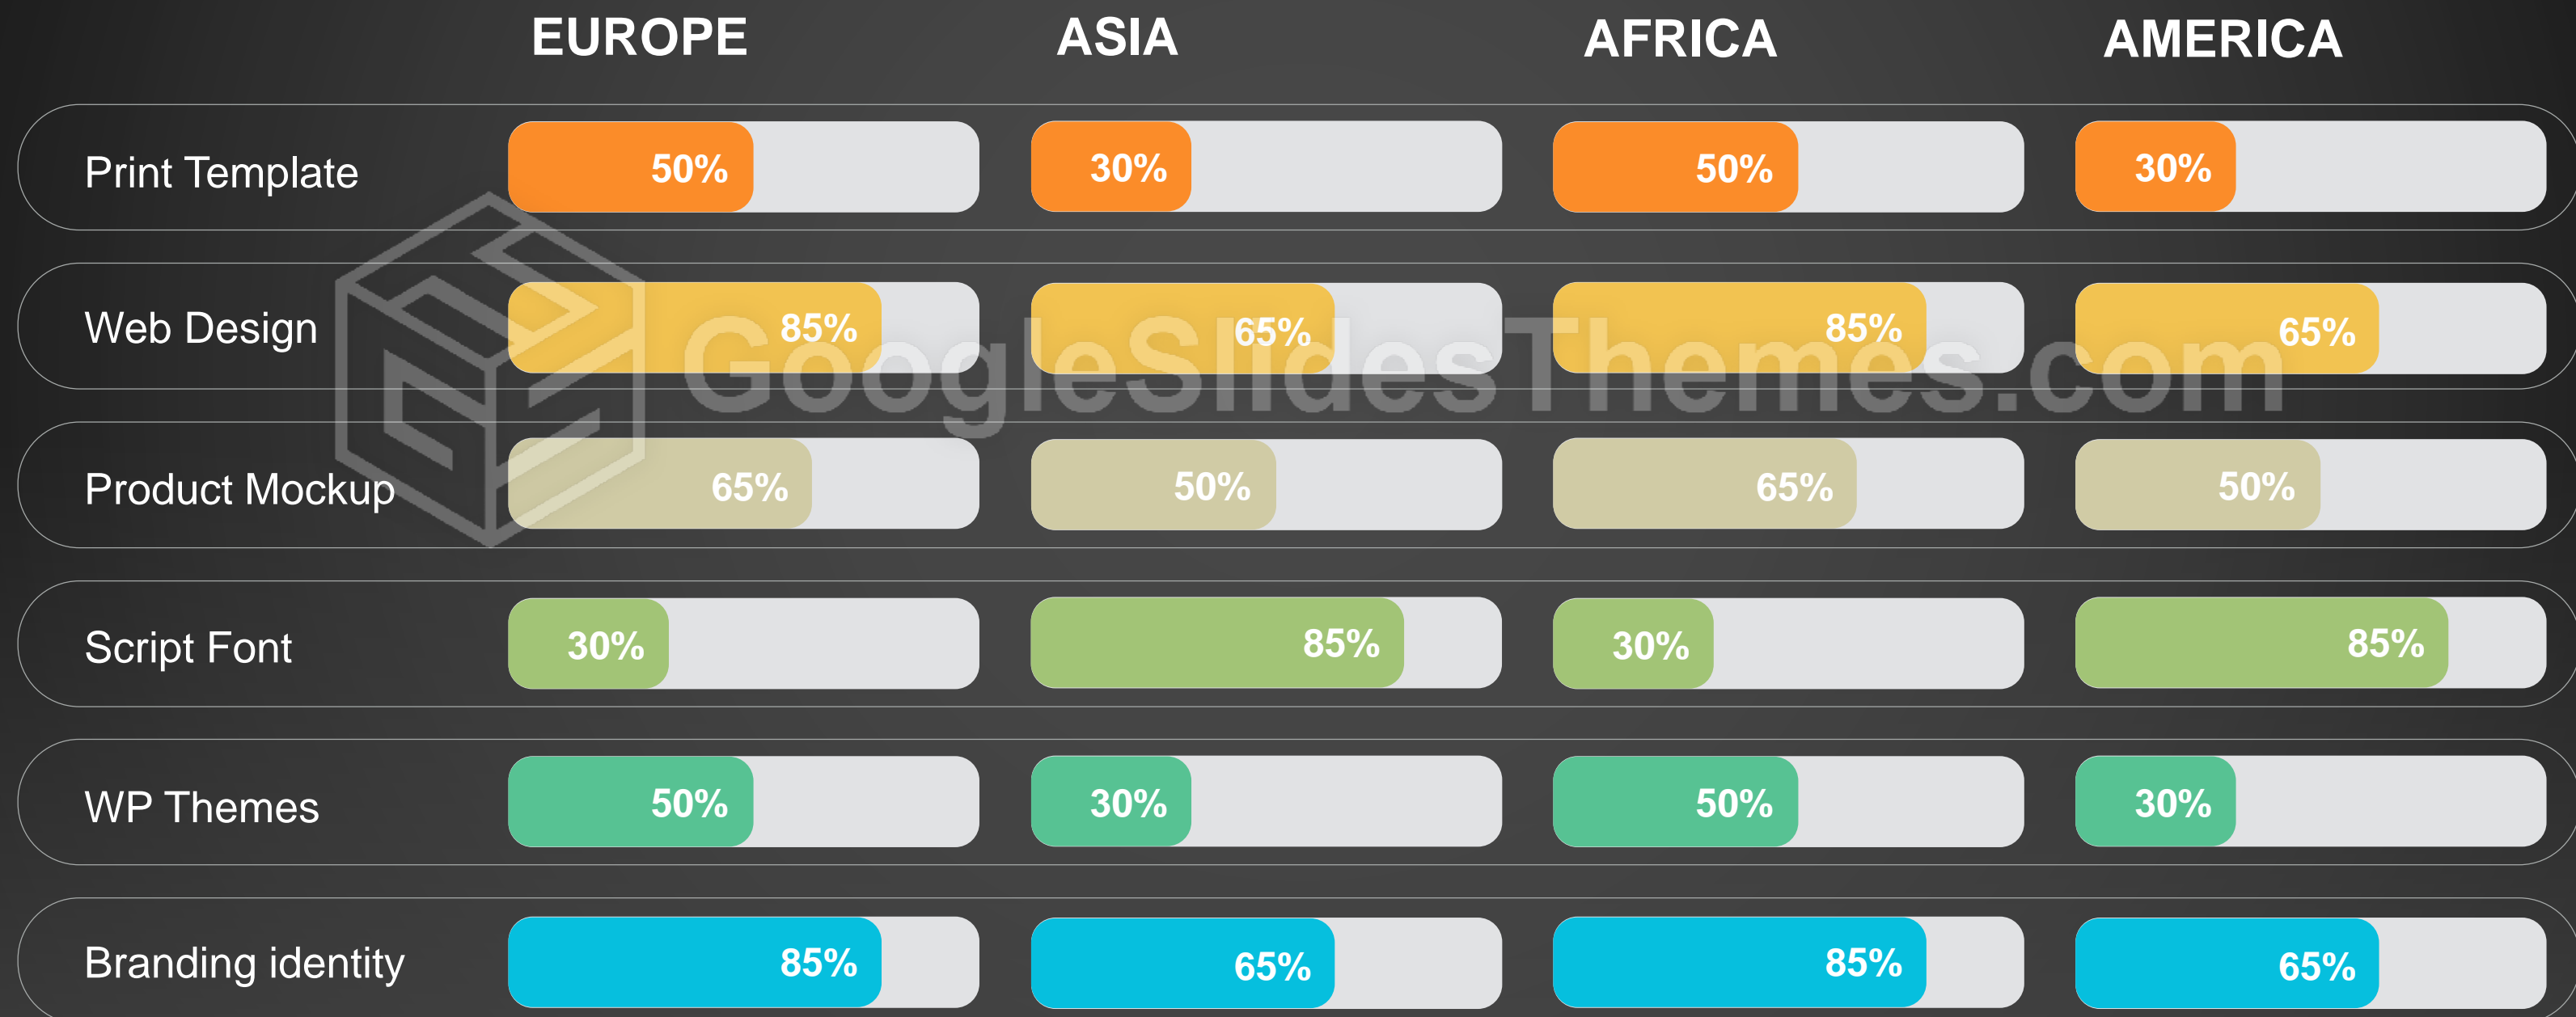 EUROPE ASIA AFRICA AMERICA
Print Template 50% 30% 50% 30%
Web Design 85% 65% 85% 65%
GoogleSlidesThemes.com
Product Mockup 65% 50% 65% 50%
Script Font 30% 85% 30% 85%
WP Themes 50% 30% 50% 30%
Branding identity 85% 65% 85% 65%